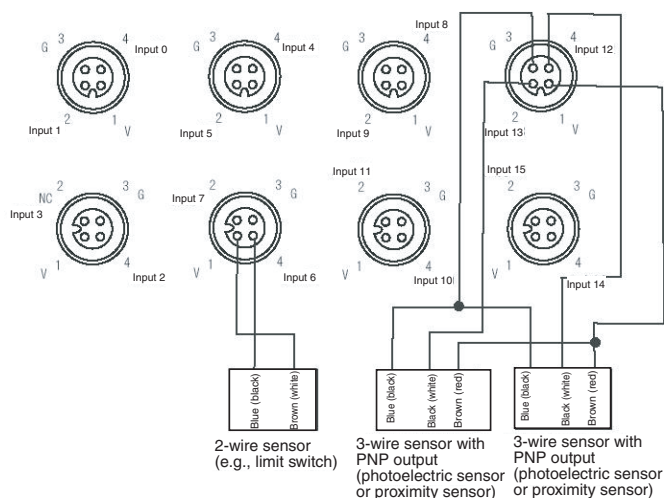 Input 8
G 3 4 Input 0
G 3 4 Input 4
G 3 4
G 3 4 Input 12
Input 1 2 1 V
Input 5 2 1 V
Input 9 2 1 V
Input 13 2 1 V
Input 11
Input 15
NC 2 3 G
Input 7 2 3 G
2 3 G
2 3 G
Input 3
V 1 4 Input 2
V 1 4 Input 6
V 1 4 Input 10
V 1 4 Input 14
Blue (black)
Brown (white)
Blue (black)
Black (white)
Brown (red)
Blue (black)
Black (white)
Brown (red)
2-wire sensor
(e.g., limit switch)
3-wire sensor with
PNP output
(photoelectric sensor
or proximity sensor)
3-wire sensor with
PNP output
(photoelectric sensor
or proximity sensor)